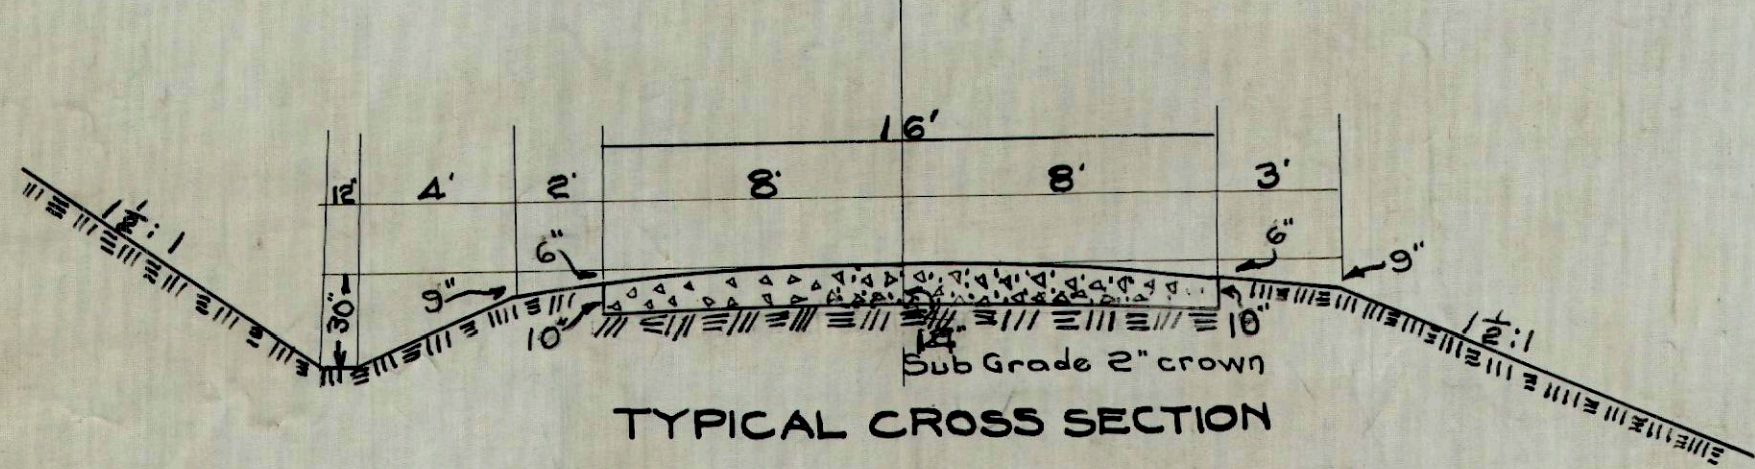 16'
12" 4' 2' 8' 8' 3'
1½:1
6" 6"
9" 9"
30"
10" 10"
1½:1
14"
Sub Grade 2" crown
TYPICAL CROSS SECTION